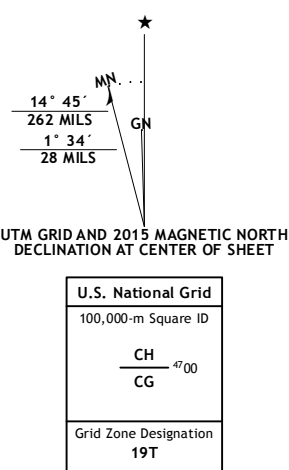 ★
MN
GN
14° 45´
262 MILS
1° 34´
28 MILS
UTM GRID AND 2015 MAGNETIC NORTH
DECLINATION AT CENTER OF SHEET
U.S. National Grid
100,000-m Square ID
CH
4700
CG
Grid Zone Designation
19T